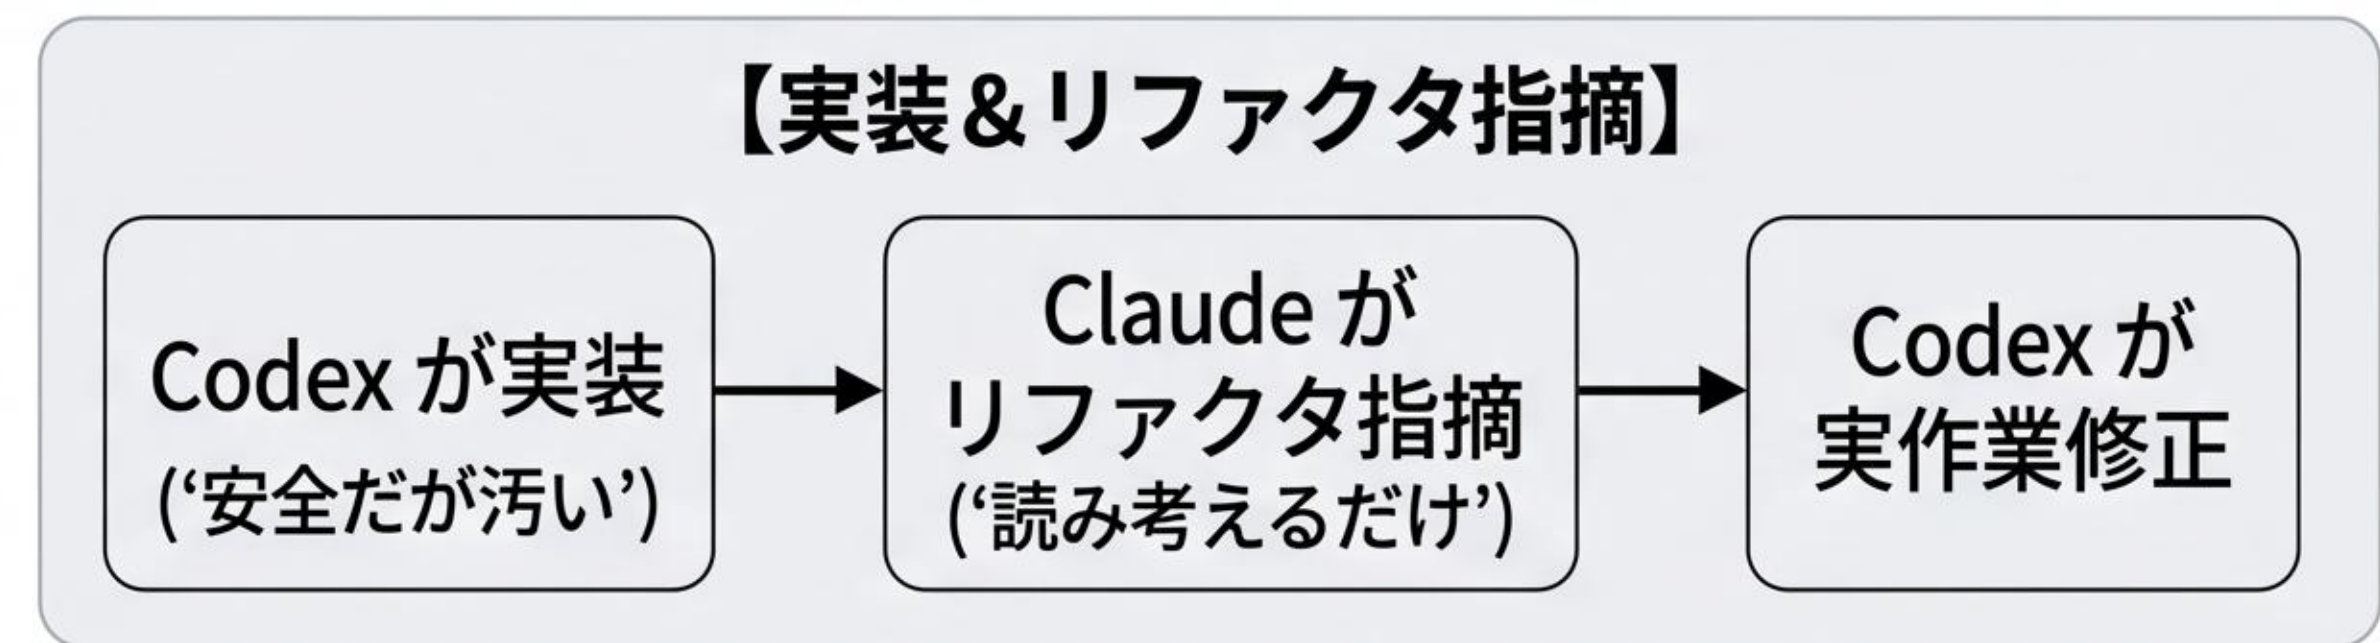 【実装＆リファクタ指摘】
Codex が実装
(‘安全だが汚い’)
Claude が
リファクタ指摘
(‘読み考えるだけ’)
Codex が
実作業修正